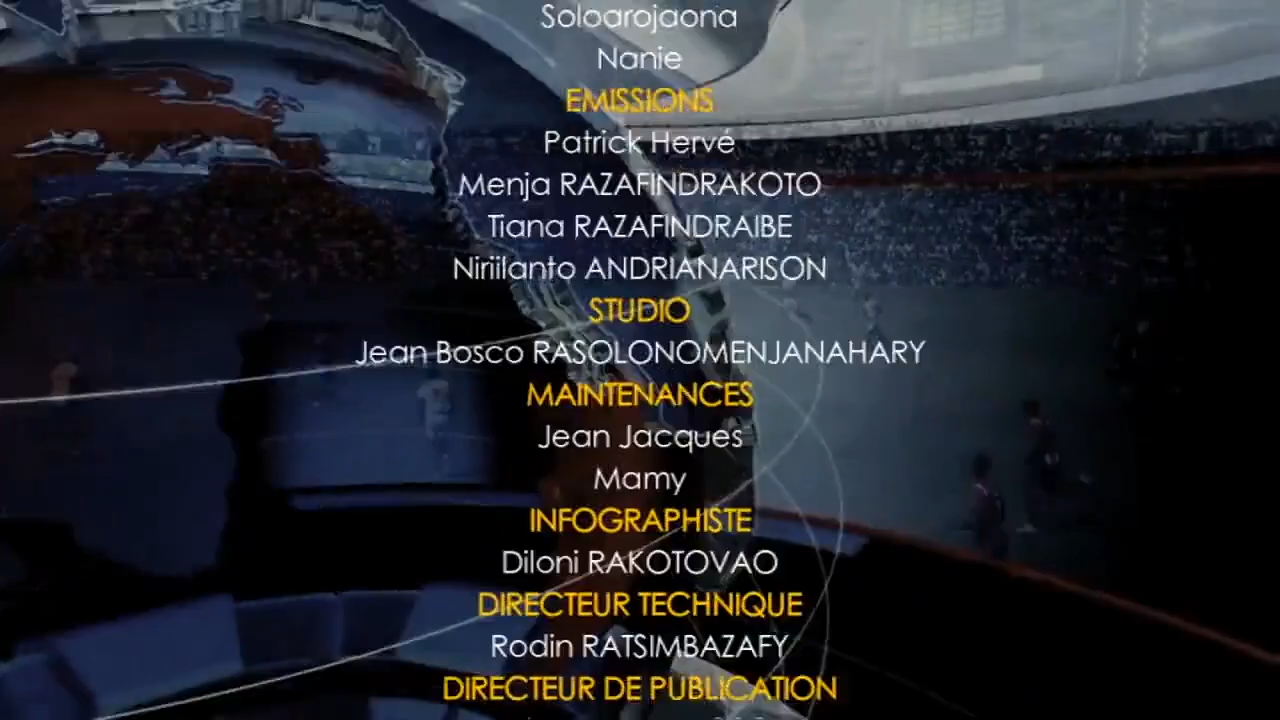 Soloarojaona
Nanie
EMISSIONS
Patrick Hervé
Menja RAZAFINDRAKOTO
Tiana RAZAFINDRAIBE
Niriilanto ANDRIANARISON
STUDIO
Jean Bosco RASOLONOMENJANAHARY
MAINTENANCES
Jean Jacques
Mamy
INFOGRAPHISTE
Diloni RAKOTOVAO
DIRECTEUR TECHNIQUE
Rodin RATSIMBAZAFY
DIRECTEUR DE PUBLICATION